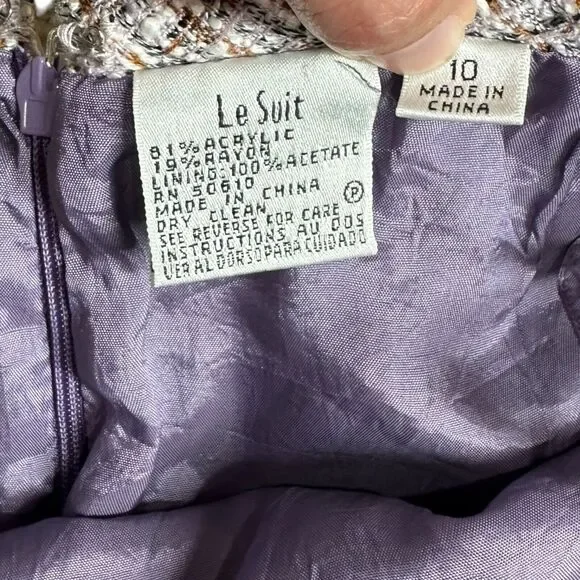 Le Suit
81% ACRYLIC
19% RAYON
LINING: 100% ACETATE
RN 50610
MADE IN CHINA
DRY CLEAN
SEE REVERSE FOR CARE
INSTRUCTIONS AU DOS
VER AL DORSO PARA CUIDADO
P
10
MADE IN
CHINA